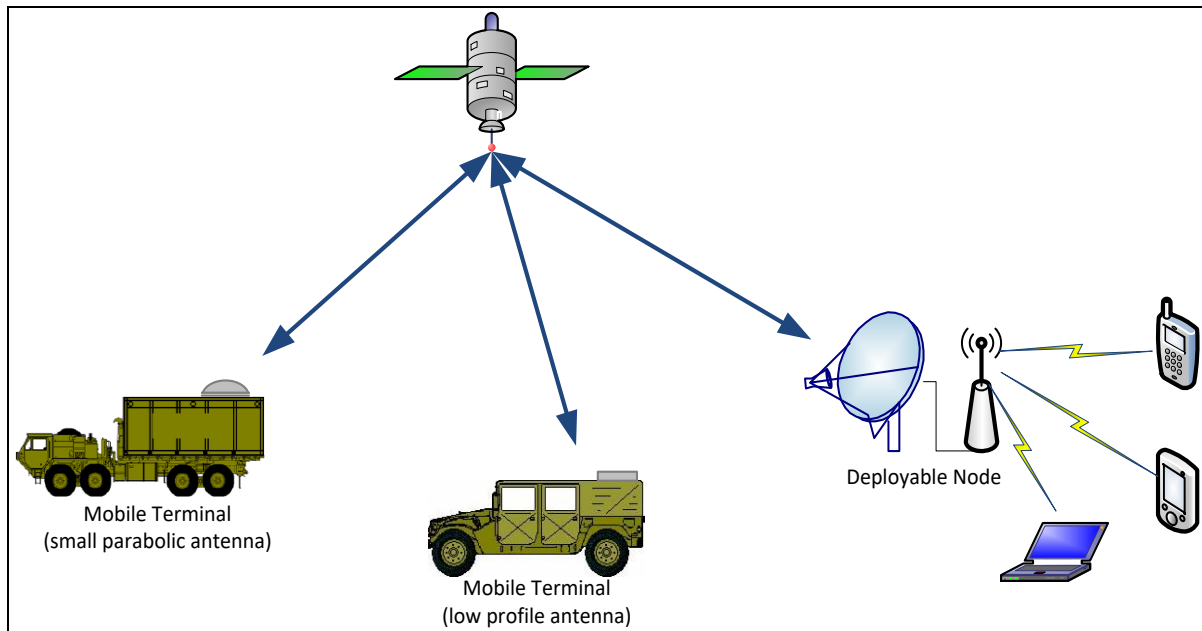 Deployable Node
Mobile Terminal
(small parabolic antenna)
Mobile Terminal
(low profile antenna)